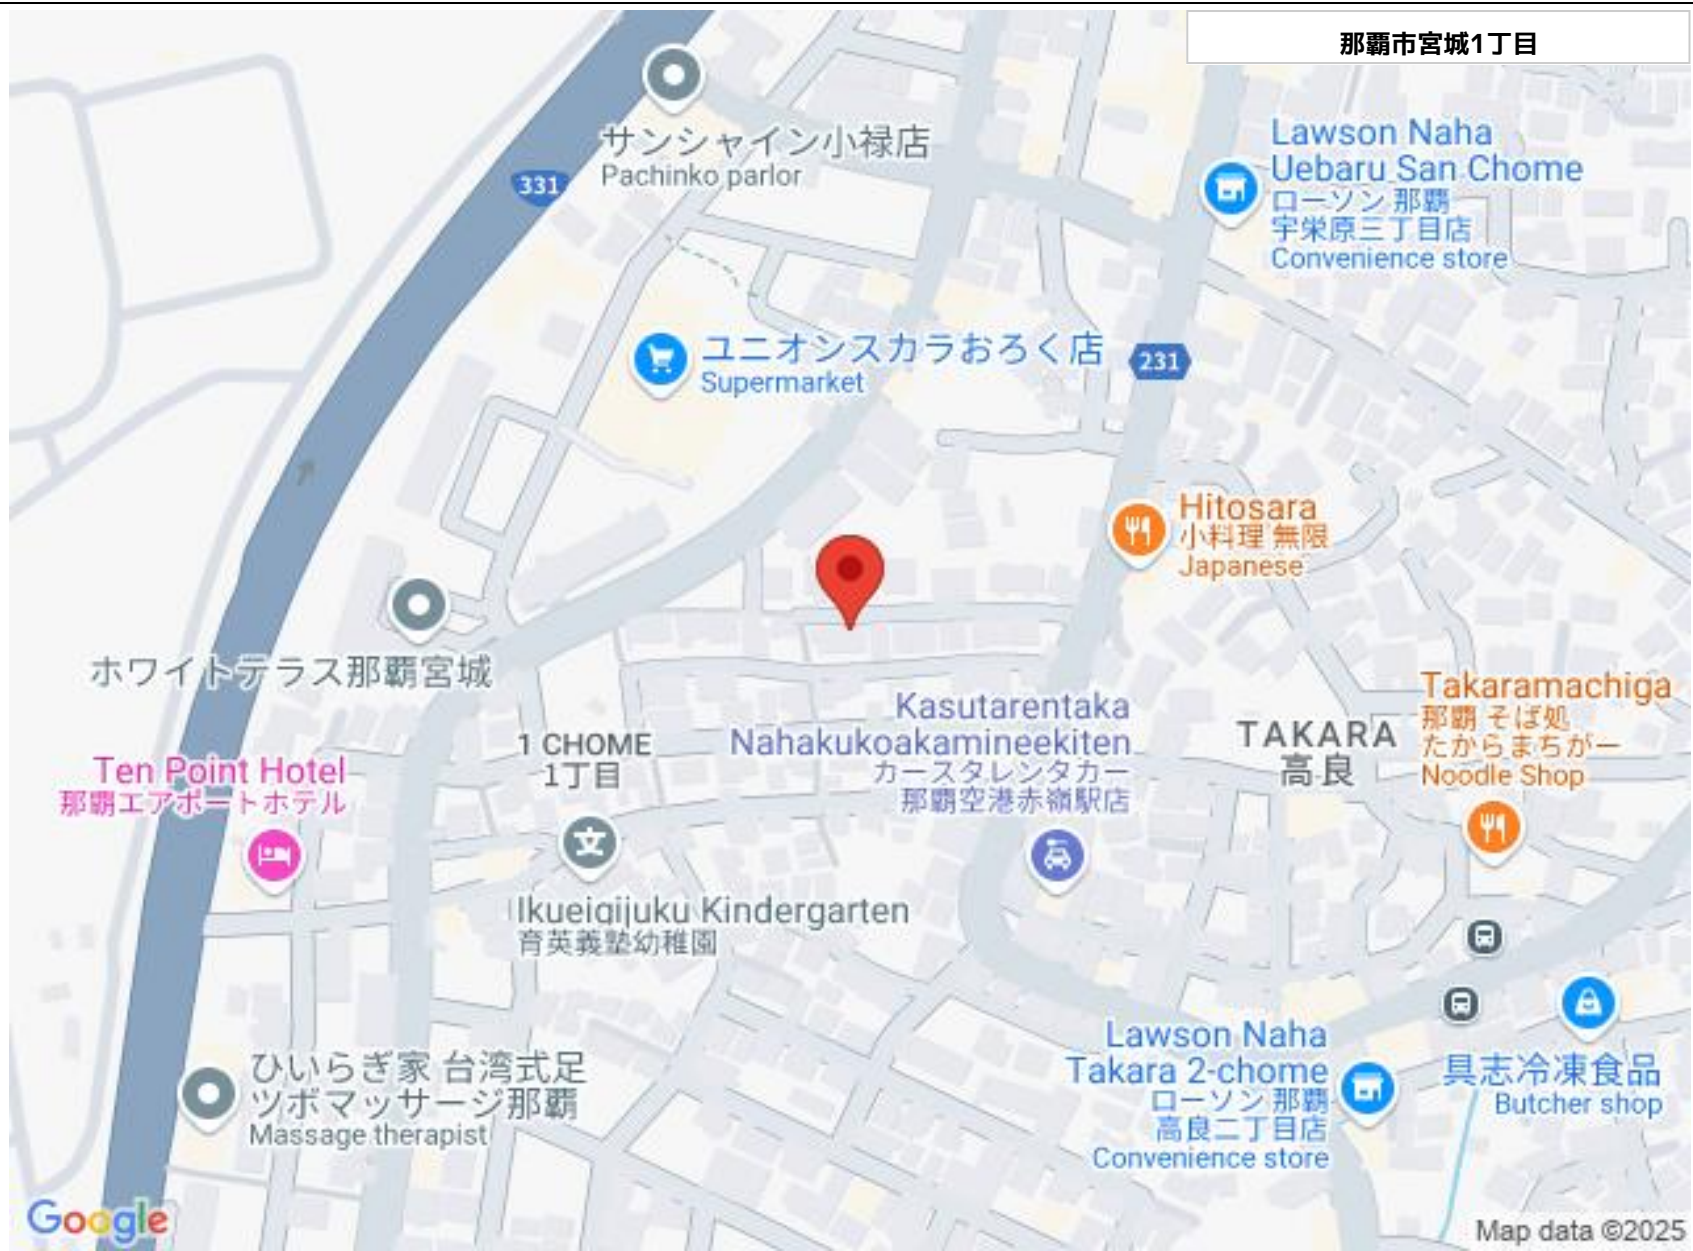 那覇市宮城1丁目
サンシャイン小禄店
Pachinko parlor
331
Lawson Naha
Uebaru San Chome
ローソン 那覇
宇栄原三丁目店
Convenience store
ユニオンスカラおろく店
Supermarket
231
Hitosara
小料理 無限
Japanese
ホワイトテラス那覇宮城
Kasutarentaka
Nahakukoakamineekiten
カースタレンタカー
那覇空港赤嶺駅店
Takaramachiga
那覇 そば処
たからまちがー
Noodle Shop
TAKARA
高良
1 CHOME
1丁目
Ten Point Hotel
那覇エアポートホテル
文
Ikueigijuku Kindergarten
育英義塾幼稚園
Lawson Naha
Takara 2-chome
ローソン 那覇
高良二丁目店
Convenience store
具志冷凍食品
Butcher shop
ひいらぎ家 台湾式足
ツボマッサージ那覇
Massage therapist
Google
Map data ©2025